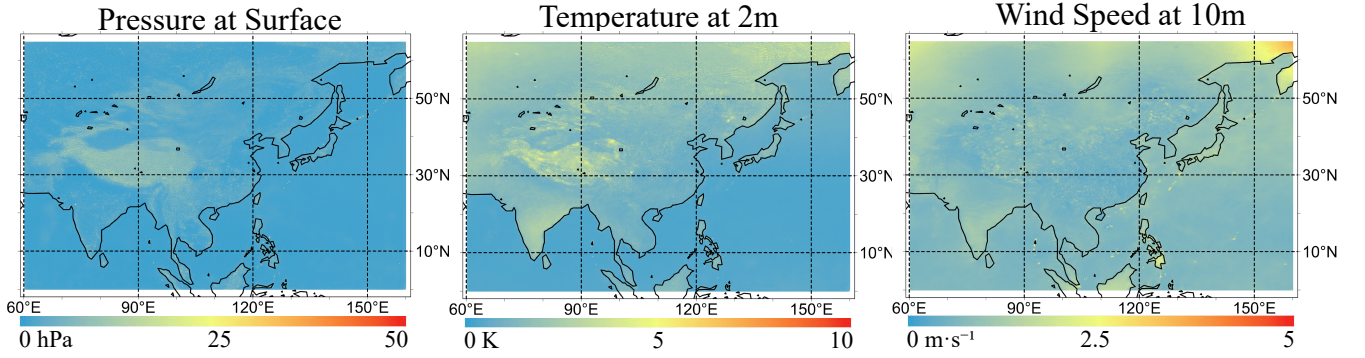 Pressure at Surface
50°N
30°N
10°N
60°E 90°E 120°E 150°E
0 hPa 25 50
Temperature at 2m
50°N
30°N
10°N
60°E 90°E 120°E 150°E
0 K 5 10
Wind Speed at 10m
50°N
30°N
10°N
60°E 90°E 120°E 150°E
0 m·s⁻¹ 2.5 5